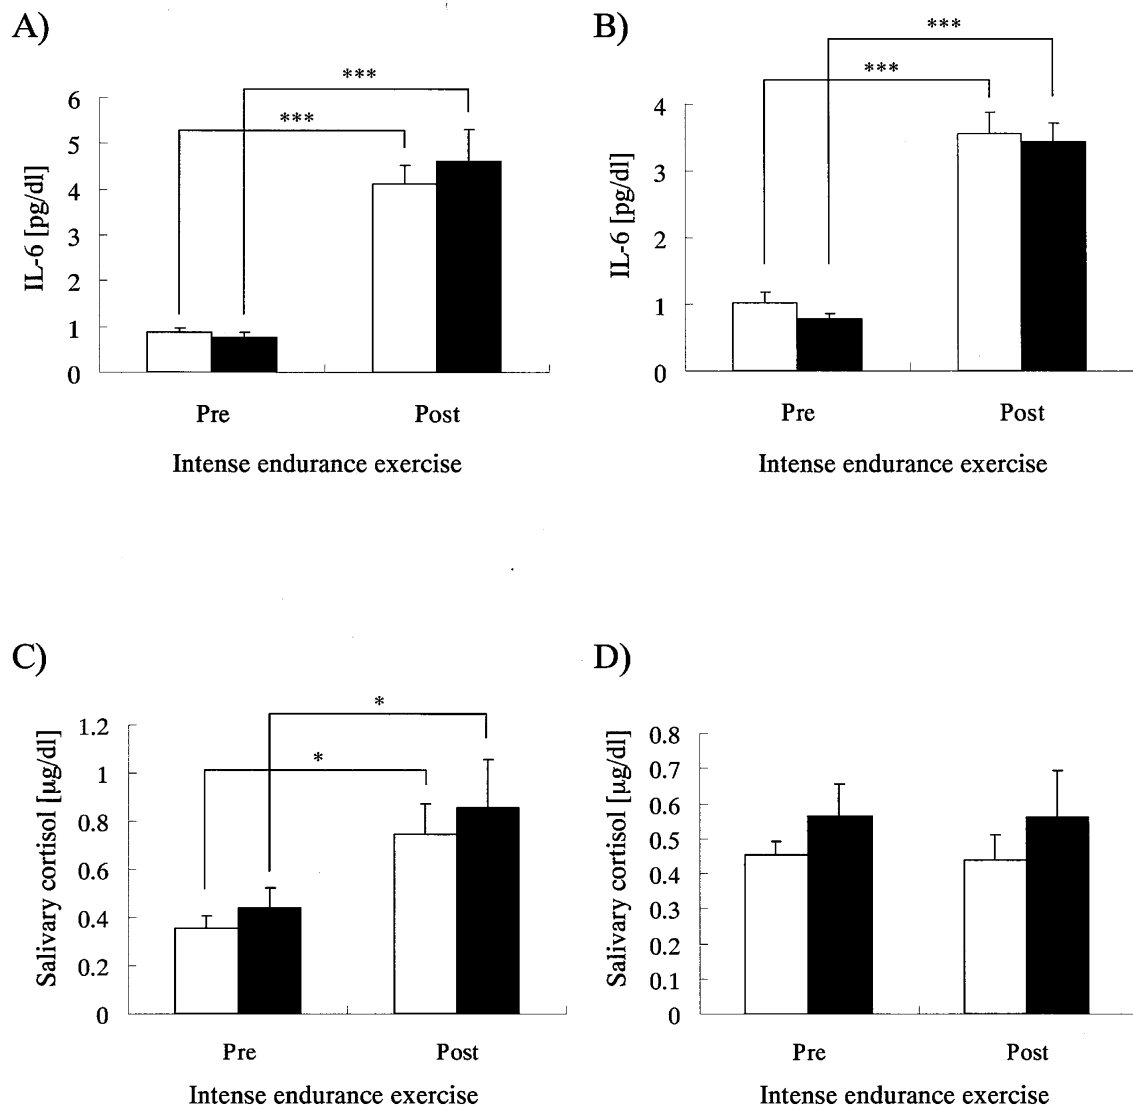 A)
***
***
6
5
4
3
2
1
0
IL-6 [pg/dl]
Pre
Post
Intense endurance exercise
B)
***
***
4
3
2
1
0
IL-6 [pg/dl]
Pre
Post
Intense endurance exercise
C)
*
*
1.2
1
0.8
0.6
0.4
0.2
0
Salivary cortisol [μg/dl]
Pre
Post
Intense endurance exercise
D)
0.8
0.7
0.6
0.5
0.4
0.3
0.2
0.1
0
Salivary cortisol [μg/dl]
Pre
Post
Intense endurance exercise